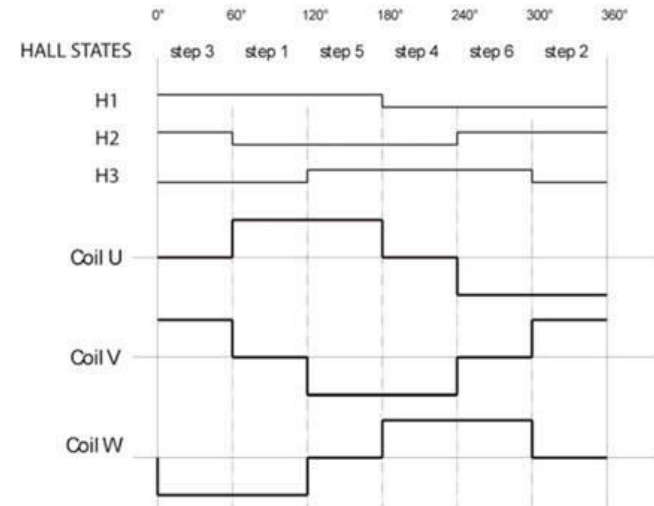 0° 60° 120° 180° 240° 300° 360°
HALL STATES step 3 step 1 step 5 step 4 step 6 step 2
H1
H2
H3
Coil U
Coil V
Coil W